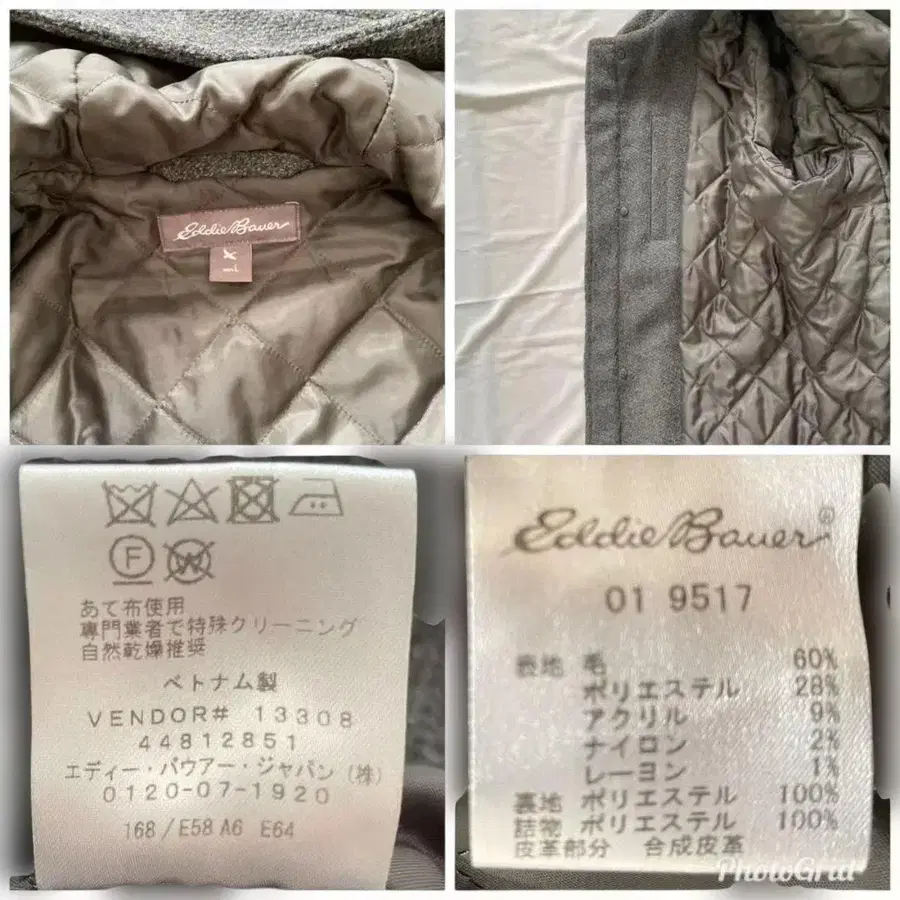 Eddie Bauer
L
F
W
あて布使用
専門業者で特殊クリーニング
自然乾燥推奨
ベトナム製
VENDOR# 13308
44812851
エディー・バウアー・ジャパン(株)
0120-07-1920
168/E58 A6 E64
Eddie Bauer®
01 9517
表地 毛 60%
ポリエステル 28%
アクリル 9%
ナイロン 2%
レーヨン 1%
裏地 ポリエステル 100%
詰物 ポリエステル 100%
皮革部分 合成皮革
PhotoGrid